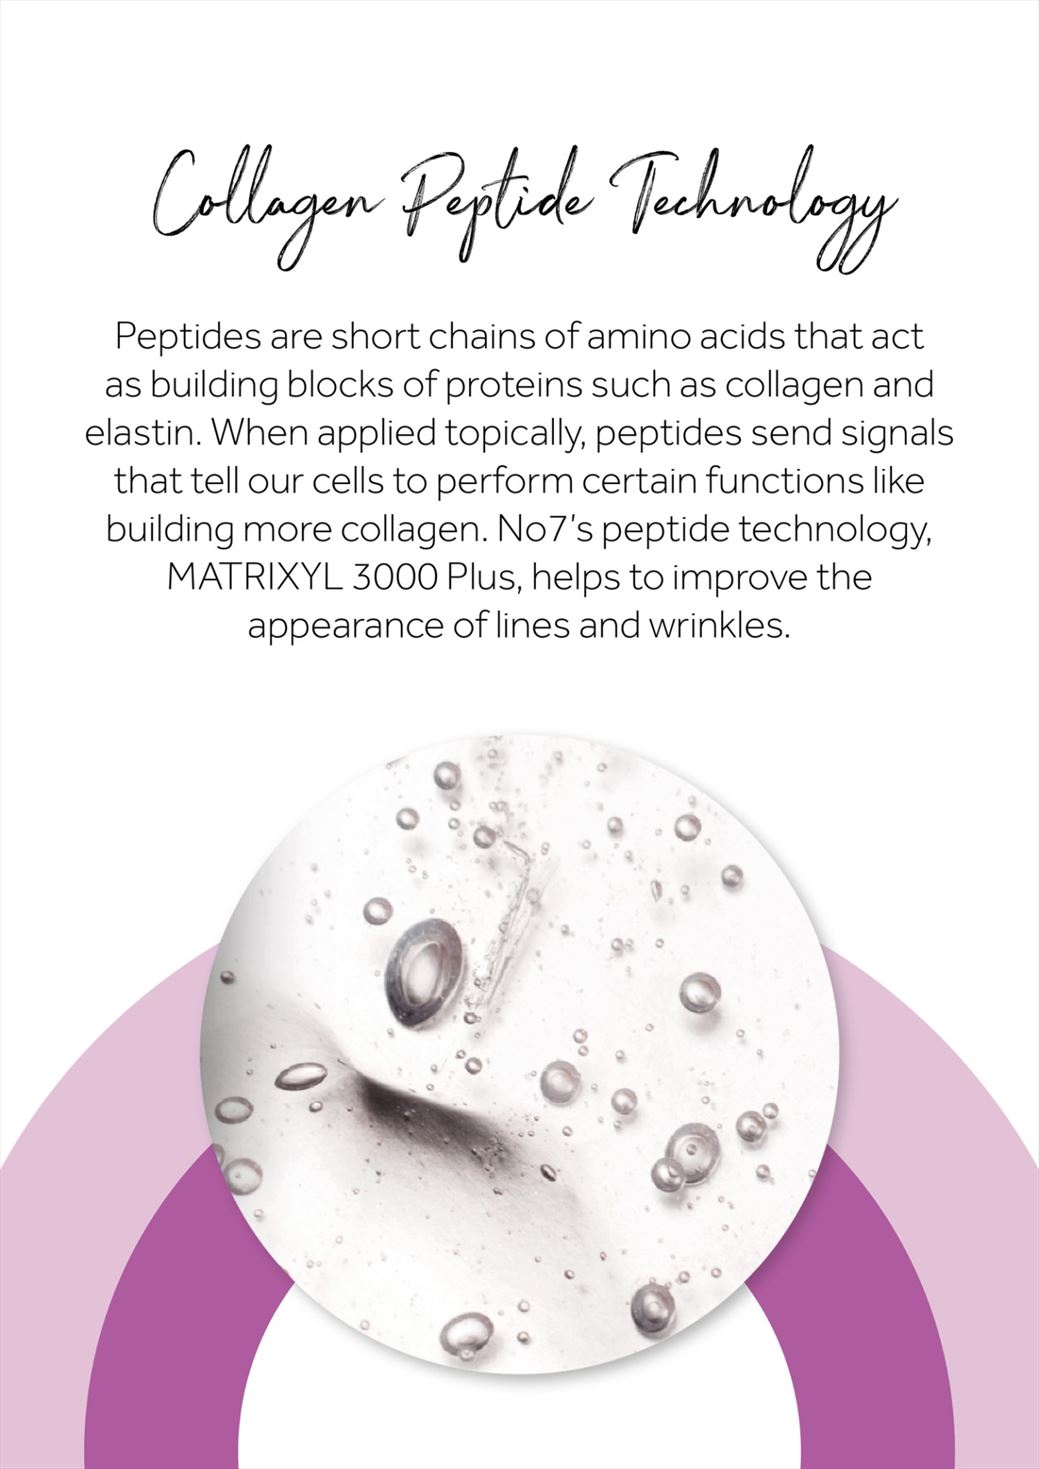 Collagen Peptide Technology
Peptides are short chains of amino acids that act
as building blocks of proteins such as collagen and
elastin. When applied topically, peptides send signals
that tell our cells to perform certain functions like
building more collagen. No7's peptide technology,
MATRIXYL 3000 Plus, helps to improve the
appearance of lines and wrinkles.